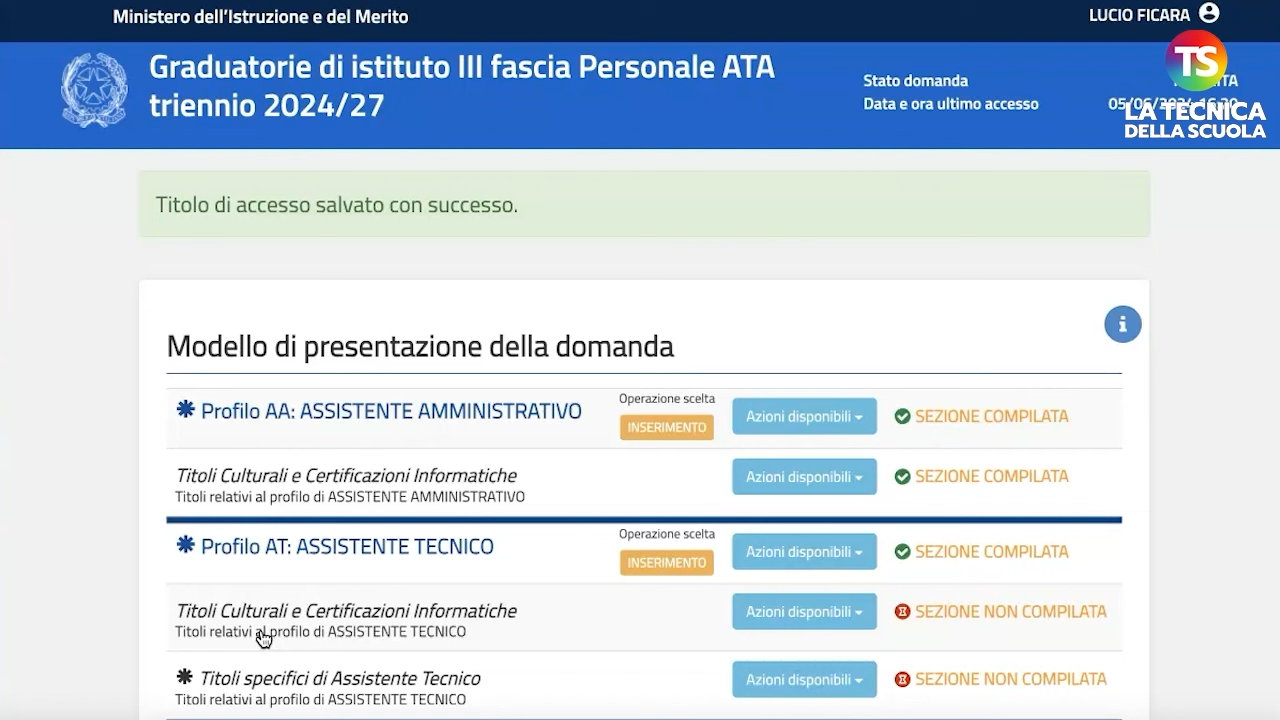 Ministero dell'Istruzione e del Merito
LUCIO FICARA
Graduatorie di istituto III fascia Personale ATA
triennio 2024/27
Stato domanda
Data e ora ultimo accesso
TS
LA TECNICA
DELLA SCUOLA
Titolo di accesso salvato con successo.
Modello di presentazione della domanda
Profilo AA: ASSISTENTE AMMINISTRATIVO
Operazione scelta
INSERIMENTO
Azioni disponibili
SEZIONE COMPILATA
Titoli Culturali e Certificazioni Informatiche
Titoli relativi al profilo di ASSISTENTE AMMINISTRATIVO
Azioni disponibili
SEZIONE COMPILATA
Profilo AT: ASSISTENTE TECNICO
Operazione scelta
INSERIMENTO
Azioni disponibili
SEZIONE COMPILATA
Titoli Culturali e Certificazioni Informatiche
Titoli relativi al profilo di ASSISTENTE TECNICO
Azioni disponibili
SEZIONE NON COMPILATA
Titoli specifici di Assistente Tecnico
Titoli relativi al profilo di ASSISTENTE TECNICO
Azioni disponibili
SEZIONE NON COMPILATA